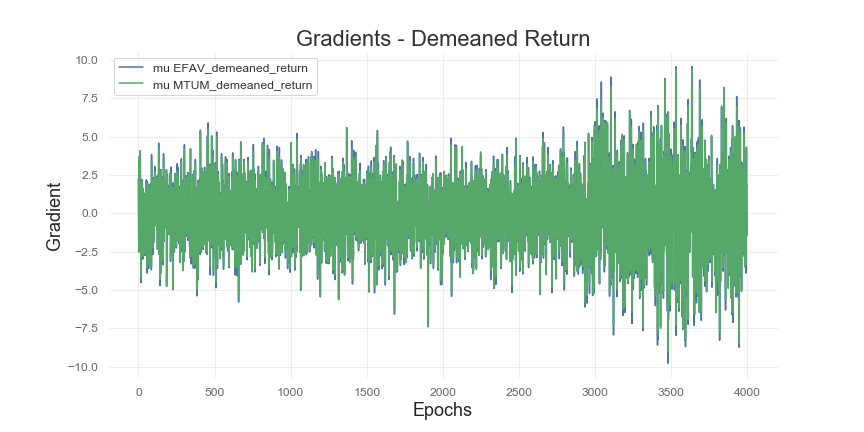 Gradients - Demeaned Return
mu EFAV_demeaned_return
mu MTUM_demeaned_return
10.0
7.5
5.0
2.5
0.0
−2.5
−5.0
−7.5
−10.0
Gradient
0 500 1000 1500 2000 2500 3000 3500 4000
Epochs